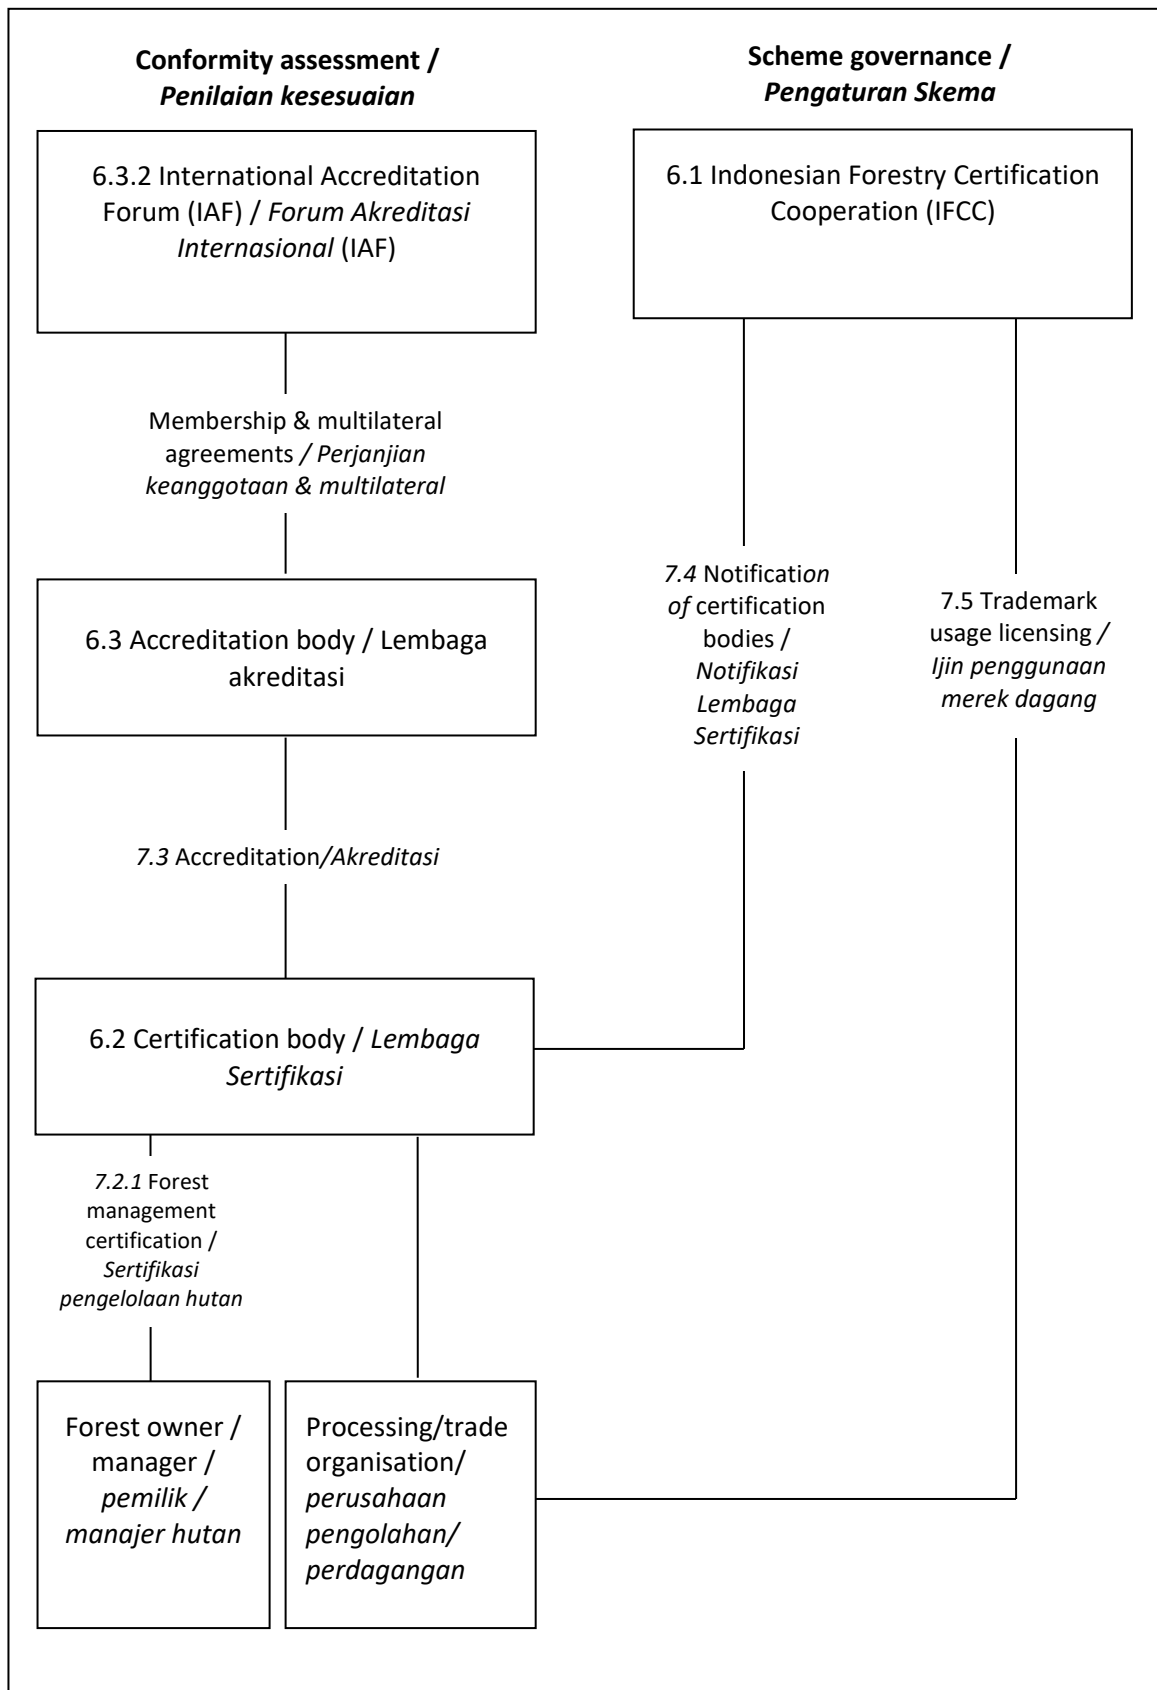 Conformity assessment /
Penilaian kesesuaian
Scheme governance /
Pengaturan Skema
6.3.2 International Accreditation
Forum (IAF) / Forum Akreditasi
Internasional (IAF)
6.1 Indonesian Forestry Certification
Cooperation (IFCC)
Membership & multilateral
agreements / Perjanjian
keanggotaan & multilateral
6.3 Accreditation body / Lembaga
akreditasi
7.4 Notification
of certification
bodies /
Notifikasi
Lembaga
Sertifikasi
7.5 Trademark
usage licensing /
Ijin penggunaan
merek dagang
7.3 Accreditation/Akreditasi
6.2 Certification body / Lembaga
Sertifikasi
7.2.1 Forest
management
certification /
Sertifikasi
pengelolaan hutan
Forest owner /
manager /
pemilik /
manajer hutan
Processing/trade
organisation/
perusahaan
pengolahan/
perdagangan